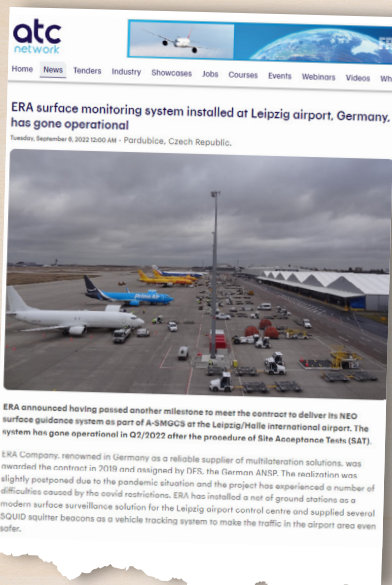 atc
network
Home News Tenders Industry Showcases Jobs Courses Events Webinars Videos Wh
ERA surface monitoring system installed at Leipzig airport, Germany,
has gone operational
Tuesday, September 6, 2022 12:00 AM - Pardubice, Czech Republic.
ERA announced having passed another milestone to meet the contract to deliver its NEO
surface guidance system as part of A-SMGCS at the Leipzig/Halle international airport. The
system has gone operational in Q2/2022 after the procedure of Site Acceptance Tests (SAT).
ERA Company, renowned in Germany as a reliable supplier of multilateration solutions, was
awarded the contract in 2019 and assigned by DFS, the German ANSP. The realization was
slightly postponed due to the pandemic situation and the project has experienced a number of
difficulties caused by the covid restrictions. ERA has installed a net of ground stations as a
modern surface surveillance solution for the Leipzig airport control centre and supplied several
SQUID squitter beacons as a vehicle tracking system to make the traffic in the airport area even
safer.